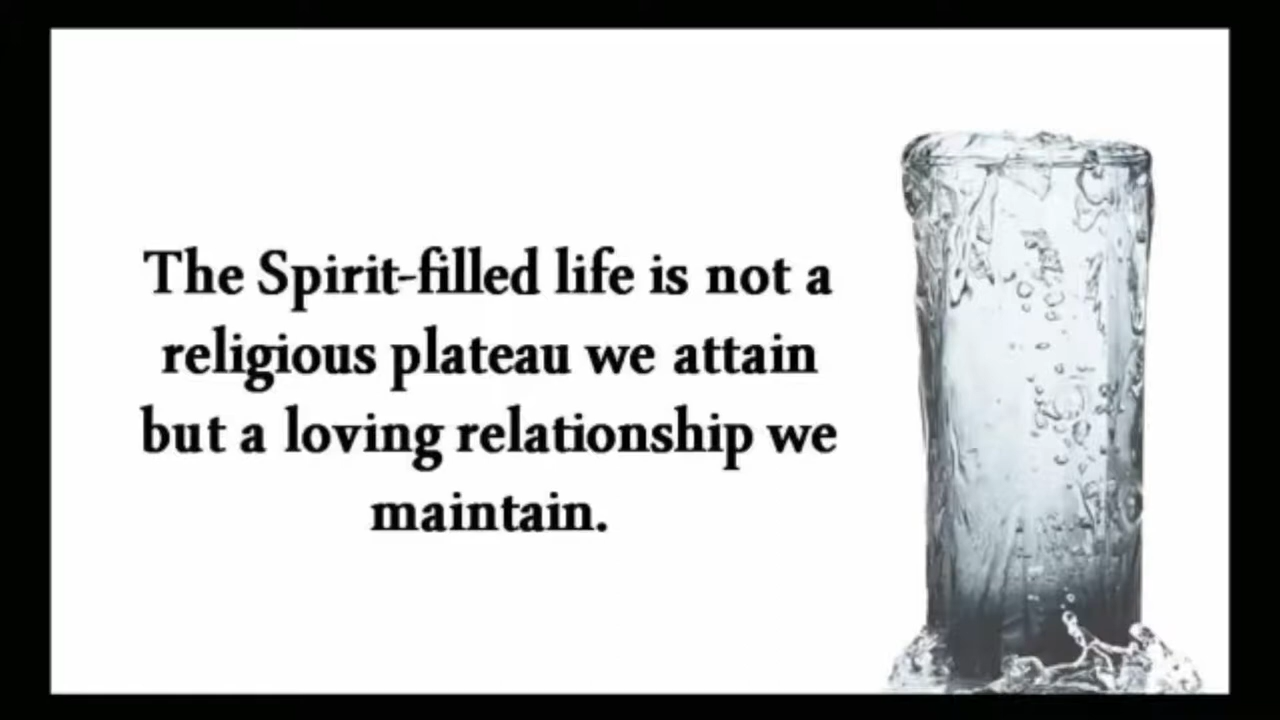 The Spirit-filled life is not a
religious plateau we attain
but a loving relationship we
maintain.